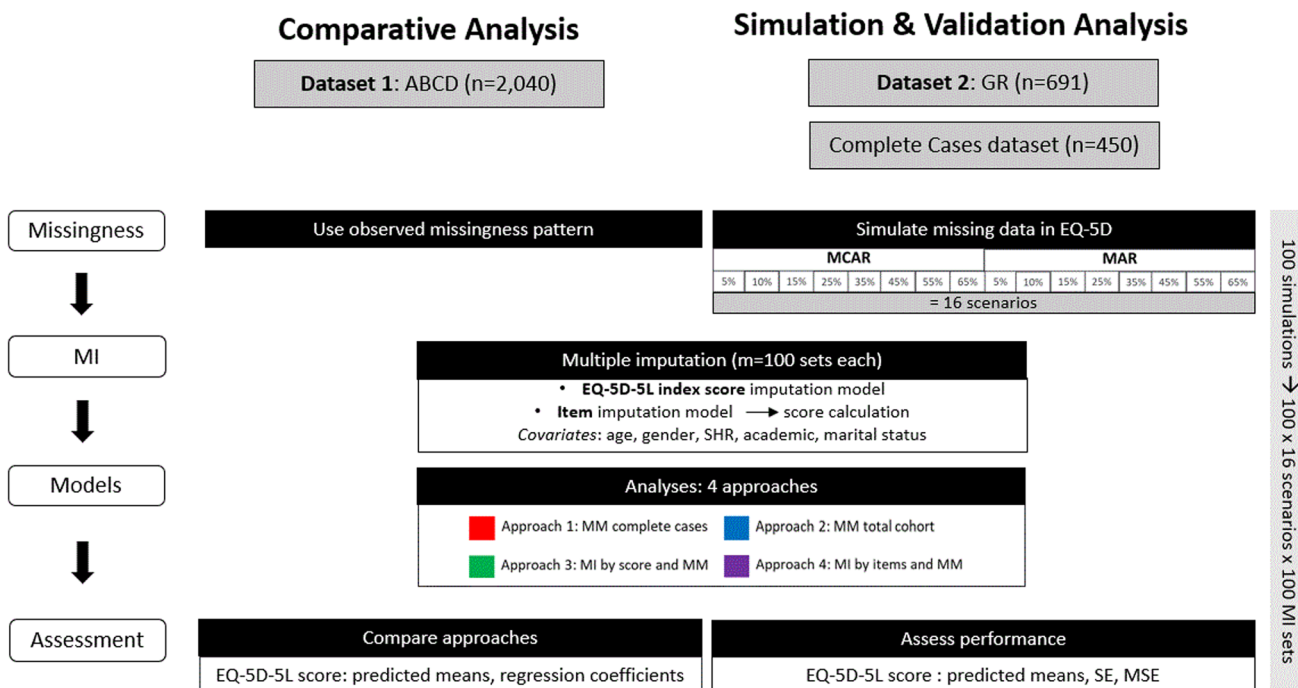 Comparative Analysis
Simulation & Validation Analysis
Dataset 1: ABCD (n=2,040)
Dataset 2: GR (n=691)
Complete Cases dataset (n=450)
Missingness
Use observed missingness pattern
Simulate missing data in EQ-5D
MCAR MAR
5% 10% 15% 25% 35% 45% 55% 65% 5% 10% 15% 25% 35% 45% 55% 65%
= 16 scenarios
MI
Multiple imputation (m=100 sets each)
• EQ-5D-5L index score imputation model
• Item imputation model → score calculation
Covariates: age, gender, SHR, academic, marital status
Models
Analyses: 4 approaches
Approach 1: MM complete cases
Approach 2: MM total cohort
Approach 3: MI by score and MM
Approach 4: MI by items and MM
Assessment
Compare approaches
EQ-5D-5L score: predicted means, regression coefficients
Assess performance
EQ-5D-5L score : predicted means, SE, MSE
100 simulations → 100 x 16 scenarios x 100 MI sets